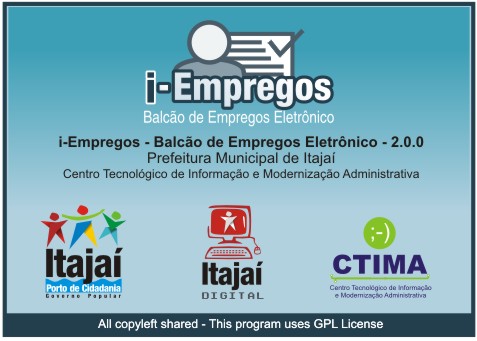 i-Empregos
Balcão de Empregos Eletrônico
i-Empregos - Balcão de Empregos Eletrônico - 2.0.0
Prefeitura Municipal de Itajaí
Centro Tecnológico de Informação e Modernização Administrativa
Itajaí
Porto de Cidadania
Governo Popular
Itajaí
DIGITAL
;-)
CTIMA
Centro Tecnológico de Informação
e Modernização Administrativa
All copyleft shared - This program uses GPL License